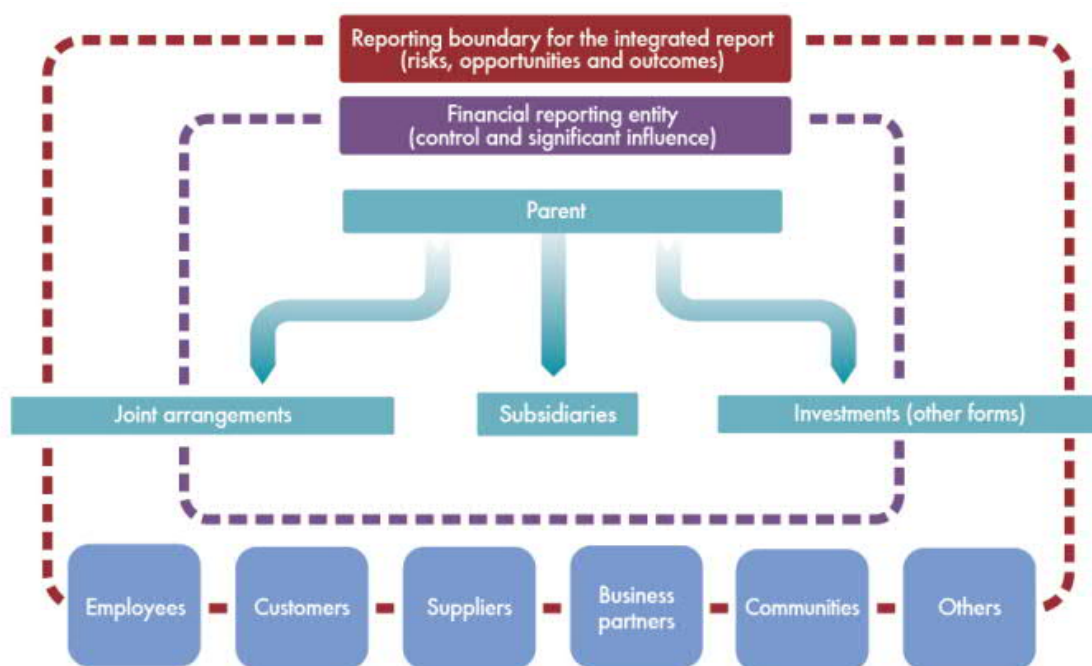 Reporting boundary for the integrated report
(risks, opportunities and outcomes)
Financial reporting entity
(control and significant influence)
Parent
Joint arrangements
Subsidiaries
Investments (other forms)
Employees
Customers
Suppliers
Business
partners
Communities
Others